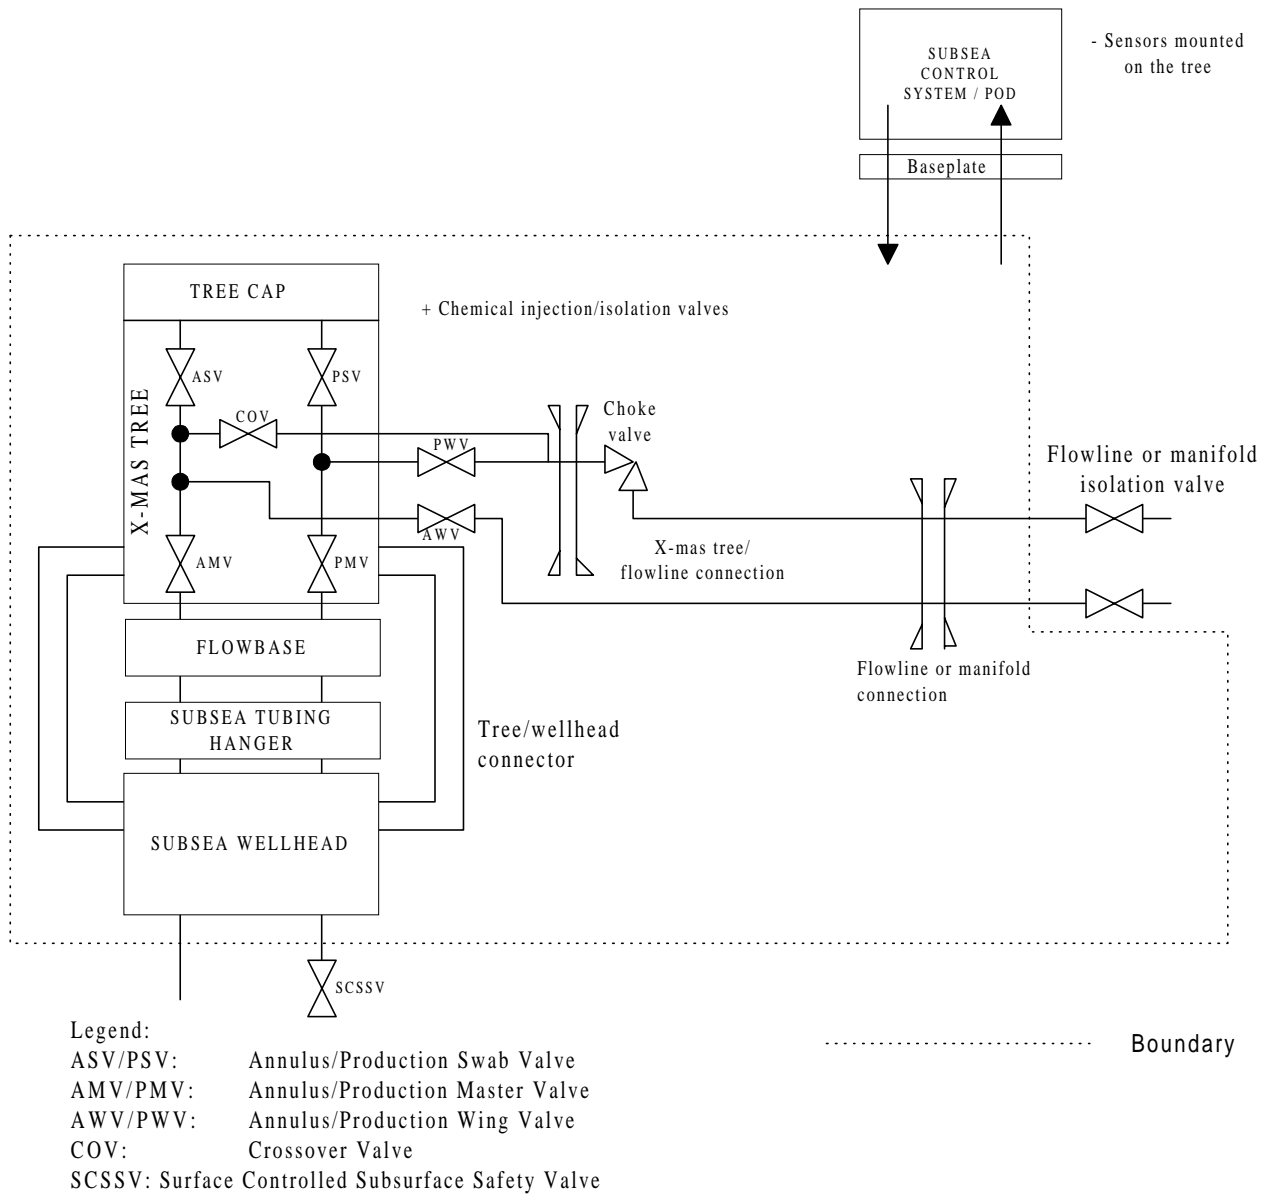 SUBSEA
CONTROL
SYSTEM / POD
- Sensors mounted
on the tree
Baseplate
TREE CAP
+ Chemical injection/isolation valves
ASV
PSV
X-MAS TREE
COV
PWV
Choke
valve
Flowline or manifold
isolation valve
AWV
AMV
PMV
X-mas tree/
flowline connection
FLOWBASE
Flowline or manifold
connection
SUBSEA TUBING
HANGER
Tree/wellhead
connector
SUBSEA WELLHEAD
SCSSV
Legend:
ASV/PSV: Annulus/Production Swab Valve
AMV/PMV: Annulus/Production Master Valve
AWV/PWV: Annulus/Production Wing Valve
COV: Crossover Valve
SCSSV: Surface Controlled Subsurface Safety Valve
Boundary